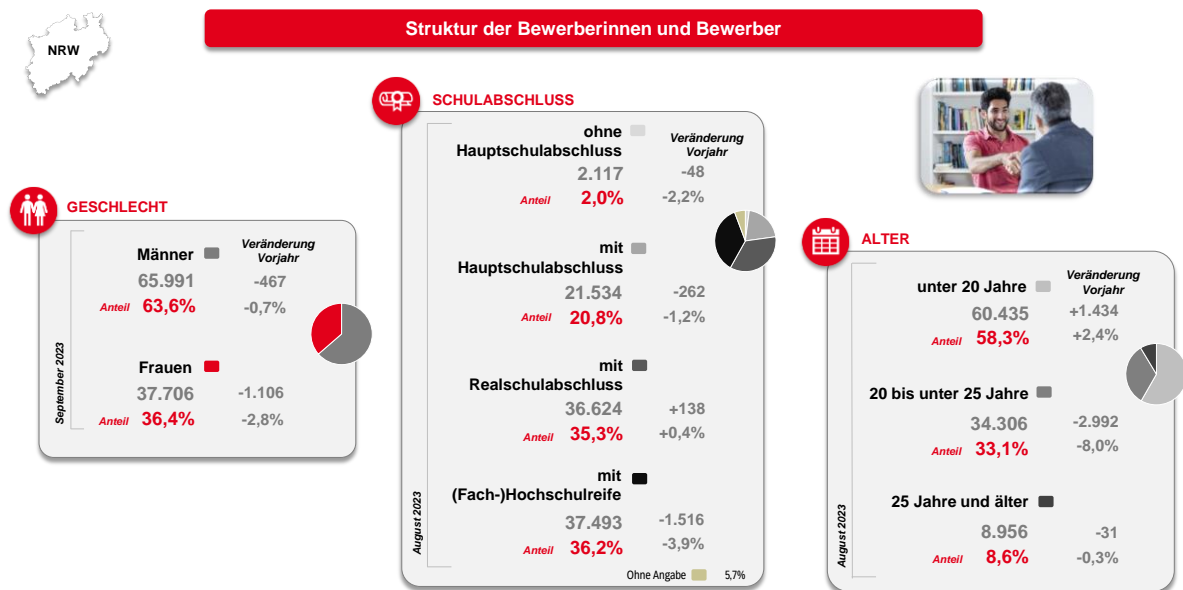 NRW
Struktur der Bewerberinnen und Bewerber
GESCHLECHT
September 2023
Männer
Veränderung
Vorjahr
65.991
-467
Anteil 63,6%
-0,7%
Frauen
37.706
-1.106
Anteil 36,4%
-2,8%
SCHULABSCHLUSS
August 2023
ohne
Hauptschulabschluss
Veränderung
Vorjahr
2.117
-48
Anteil 2,0%
-2,2%
mit
Hauptschulabschluss
21.534
-262
Anteil 20,8%
-1,2%
mit
Realschulabschluss
36.624
+138
Anteil 35,3%
+0,4%
mit
(Fach-)Hochschulreife
37.493
-1.516
Anteil 36,2%
-3,9%
Ohne Angabe 5,7%
ALTER
August 2023
unter 20 Jahre
Veränderung
Vorjahr
60.435
+1.434
Anteil 58,3%
+2,4%
20 bis unter 25 Jahre
34.306
-2.992
Anteil 33,1%
-8,0%
25 Jahre und älter
8.956
-31
Anteil 8,6%
-0,3%